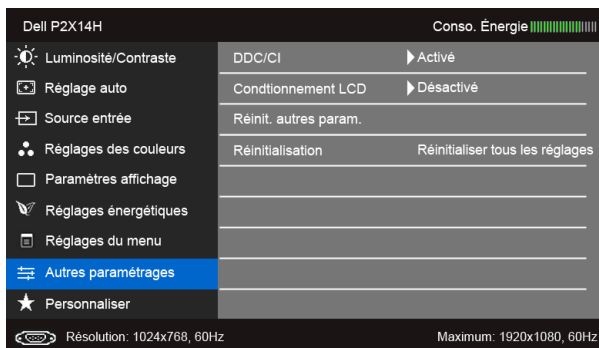 Dell P2X14H Conso. Énergie
Luminosité/Contraste DDC/CI Activé
Réglage auto Condtionnement LCD Désactivé
Source entrée Réinit. autres param.
Réglages des couleurs Réinitialisation Réinitialiser tous les réglages
Paramètres affichage
Réglages énergétiques
Réglages du menu
Autres paramétrages
Personnaliser
Résolution: 1024x768, 60Hz Maximum: 1920x1080, 60Hz